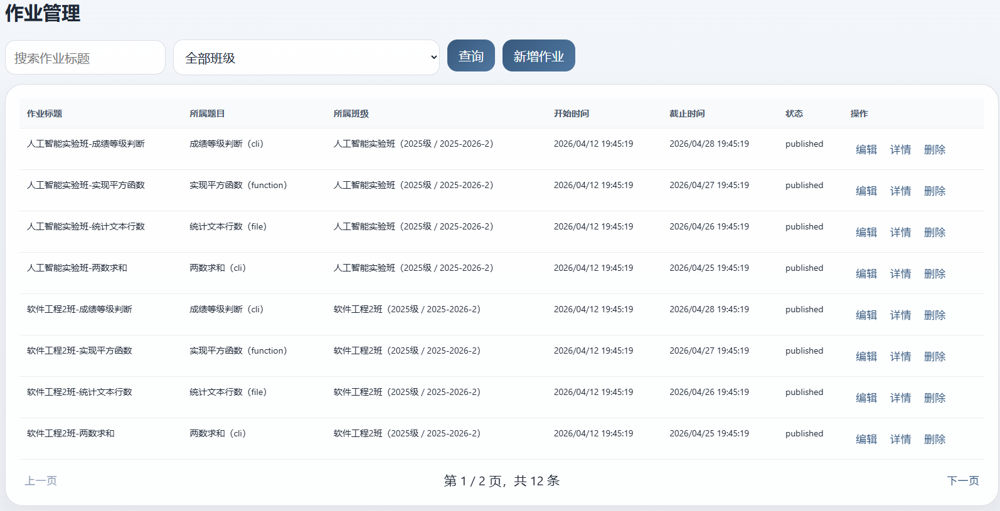 作业管理
搜索作业标题 全部班级 查询 新增作业
作业标题 所属题目 所属班级 开始时间 截止时间 状态 操作
人工智能实验班-成绩等级判断 成绩等级判断（cli） 人工智能实验班（2025级 / 2025-2026-2） 2026/04/12 19:45:19 2026/04/28 19:45:19 published 编辑 详情 删除
人工智能实验班-实现平方函数 实现平方函数（function） 人工智能实验班（2025级 / 2025-2026-2） 2026/04/12 19:45:19 2026/04/27 19:45:19 published 编辑 详情 删除
人工智能实验班-统计文本行数 统计文本行数（file） 人工智能实验班（2025级 / 2025-2026-2） 2026/04/12 19:45:19 2026/04/26 19:45:19 published 编辑 详情 删除
人工智能实验班-两数求和 两数求和（cli） 人工智能实验班（2025级 / 2025-2026-2） 2026/04/12 19:45:19 2026/04/25 19:45:19 published 编辑 详情 删除
软件工程2班-成绩等级判断 成绩等级判断（cli） 软件工程2班（2025级 / 2025-2026-2） 2026/04/12 19:45:19 2026/04/28 19:45:19 published 编辑 详情 删除
软件工程2班-实现平方函数 实现平方函数（function） 软件工程2班（2025级 / 2025-2026-2） 2026/04/12 19:45:19 2026/04/27 19:45:19 published 编辑 详情 删除
软件工程2班-统计文本行数 统计文本行数（file） 软件工程2班（2025级 / 2025-2026-2） 2026/04/12 19:45:19 2026/04/26 19:45:19 published 编辑 详情 删除
软件工程2班-两数求和 两数求和（cli） 软件工程2班（2025级 / 2025-2026-2） 2026/04/12 19:45:19 2026/04/25 19:45:19 published 编辑 详情 删除
上一页 第 1 / 2 页，共 12 条 下一页